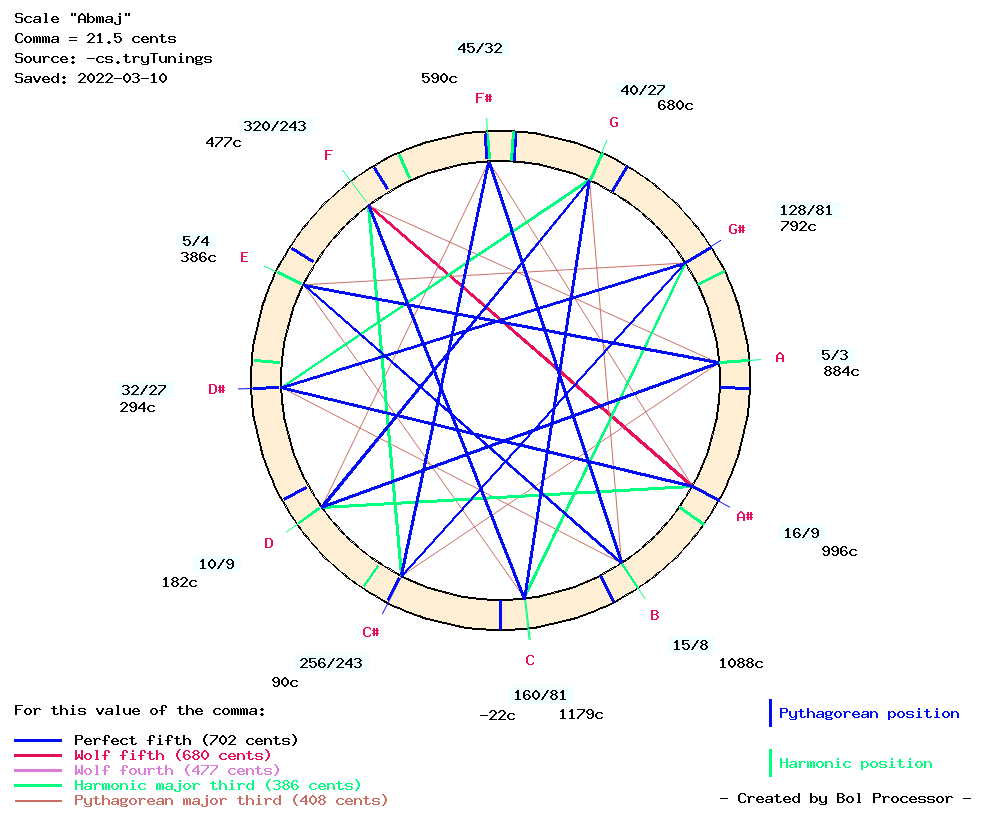 Scale "Abmaj"
Comma = 21.5 cents
Source: -cs.tryTunings
Saved: 2022-03-10
45/32
590c
F#
40/27
680c
G
320/243
477c
F
128/81
792c
G#
5/4
386c
E
5/3
884c
A
32/27
294c
D#
16/9
996c
A#
10/9
182c
D
15/8
1088c
B
256/243
90c
C#
C
160/81
-22c
1179c
For this value of the comma:
Perfect fifth (702 cents)
Wolf fifth (680 cents)
Wolf fourth (477 cents)
Harmonic major third (386 cents)
Pythagorean major third (408 cents)
Pythagorean position
Harmonic position
- Created by Bol Processor -